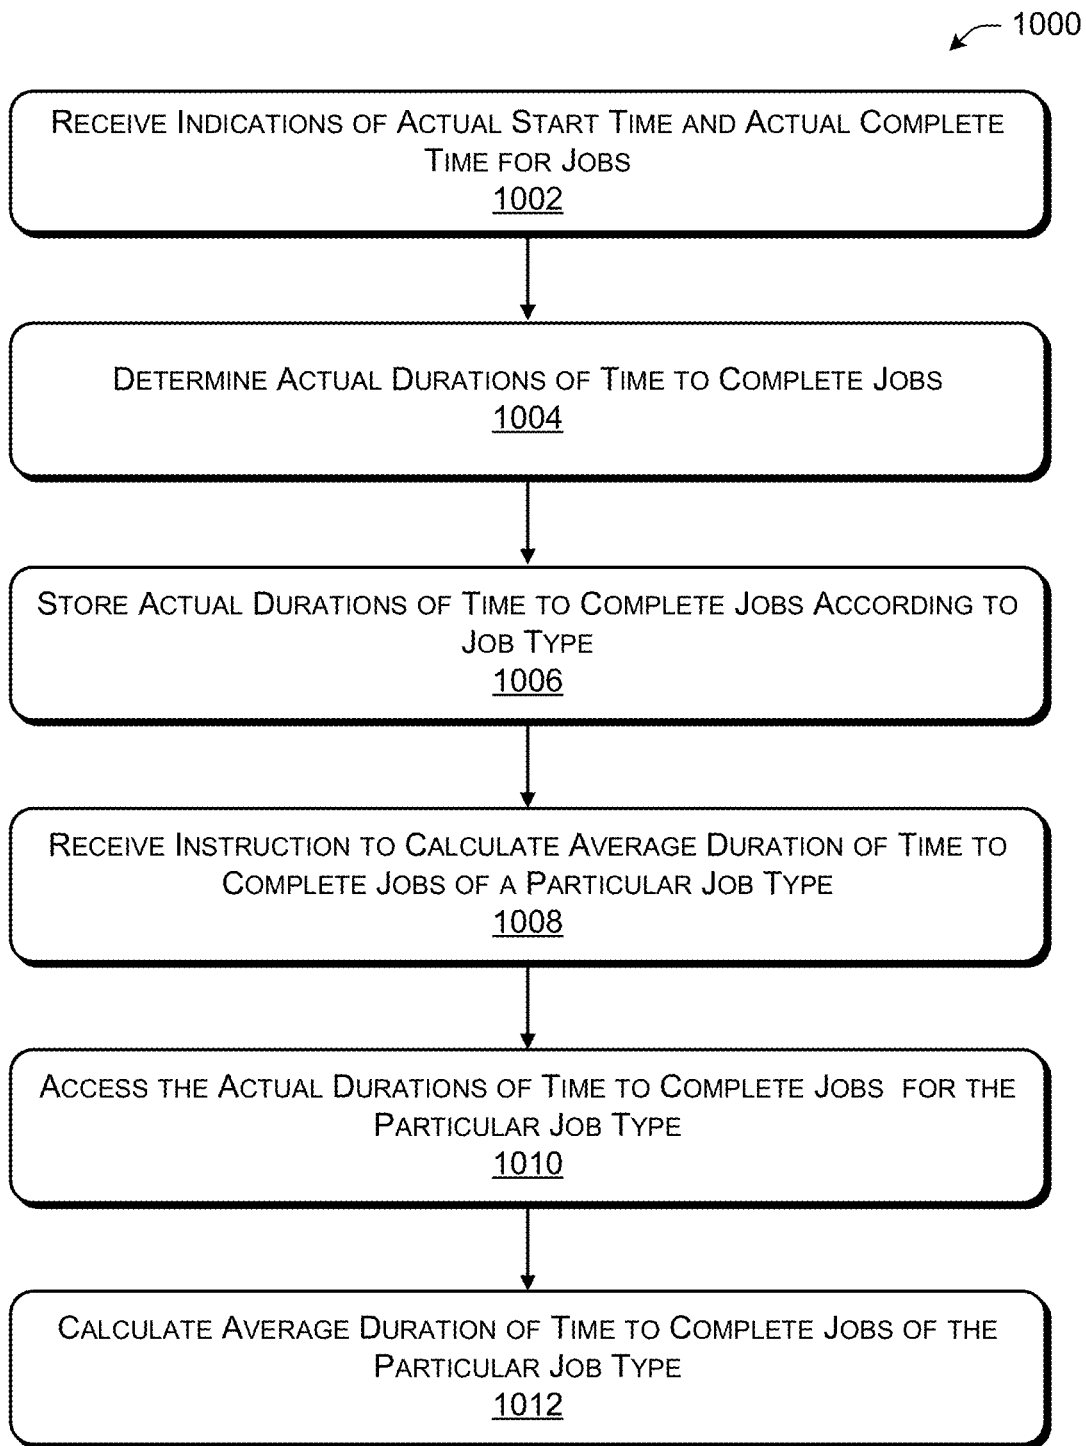 1000
RECEIVE INDICATIONS OF ACTUAL START TIME AND ACTUAL COMPLETE
TIME FOR JOBS
1002
DETERMINE ACTUAL DURATIONS OF TIME TO COMPLETE JOBS
1004
STORE ACTUAL DURATIONS OF TIME TO COMPLETE JOBS ACCORDING TO
JOB TYPE
1006
RECEIVE INSTRUCTION TO CALCULATE AVERAGE DURATION OF TIME TO
COMPLETE JOBS OF A PARTICULAR JOB TYPE
1008
ACCESS THE ACTUAL DURATIONS OF TIME TO COMPLETE JOBS FOR THE
PARTICULAR JOB TYPE
1010
CALCULATE AVERAGE DURATION OF TIME TO COMPLETE JOBS OF THE
PARTICULAR JOB TYPE
1012